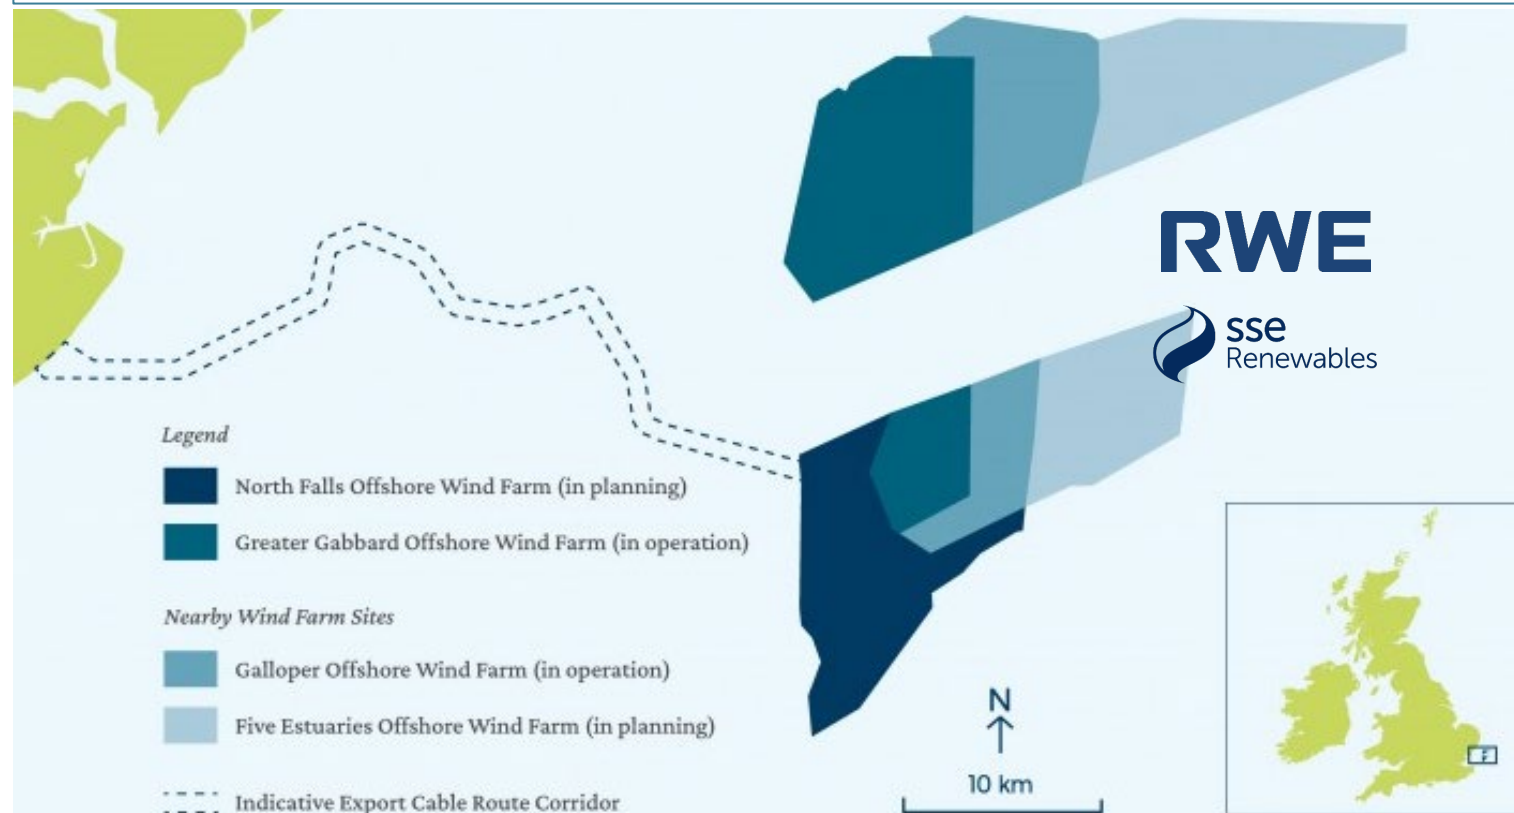 RWE
sse
Renewables
Legend
North Falls Offshore Wind Farm (in planning)
Greater Gabbard Offshore Wind Farm (in operation)
Nearby Wind Farm Sites
Galloper Offshore Wind Farm (in operation)
Five Estuaries Offshore Wind Farm (in planning)
Indicative Export Cable Route Corridor
N
10 km